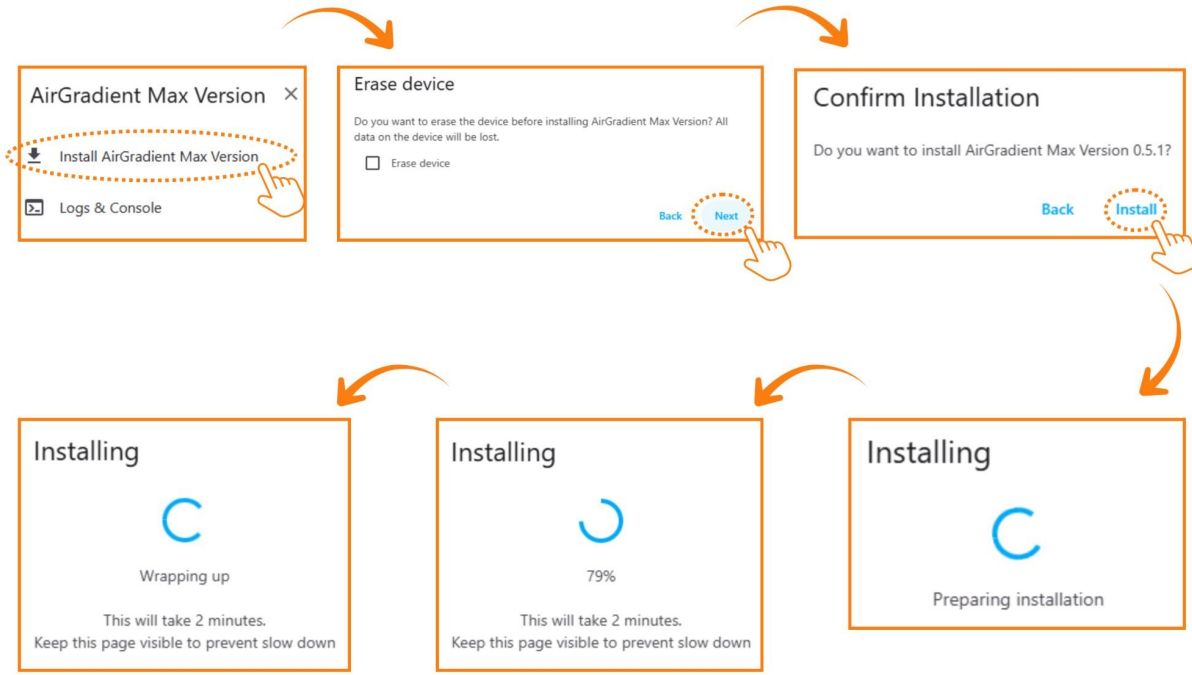 AirGradient Max Version ×
Install AirGradient Max Version
Logs & Console
Erase device
Do you want to erase the device before installing AirGradient Max Version? All
data on the device will be lost.
Erase device
Back Next
Confirm Installation
Do you want to install AirGradient Max Version 0.5.1?
Back Install
Installing
Preparing installation
Installing
79%
This will take 2 minutes.
Keep this page visible to prevent slow down
Installing
Wrapping up
This will take 2 minutes.
Keep this page visible to prevent slow down